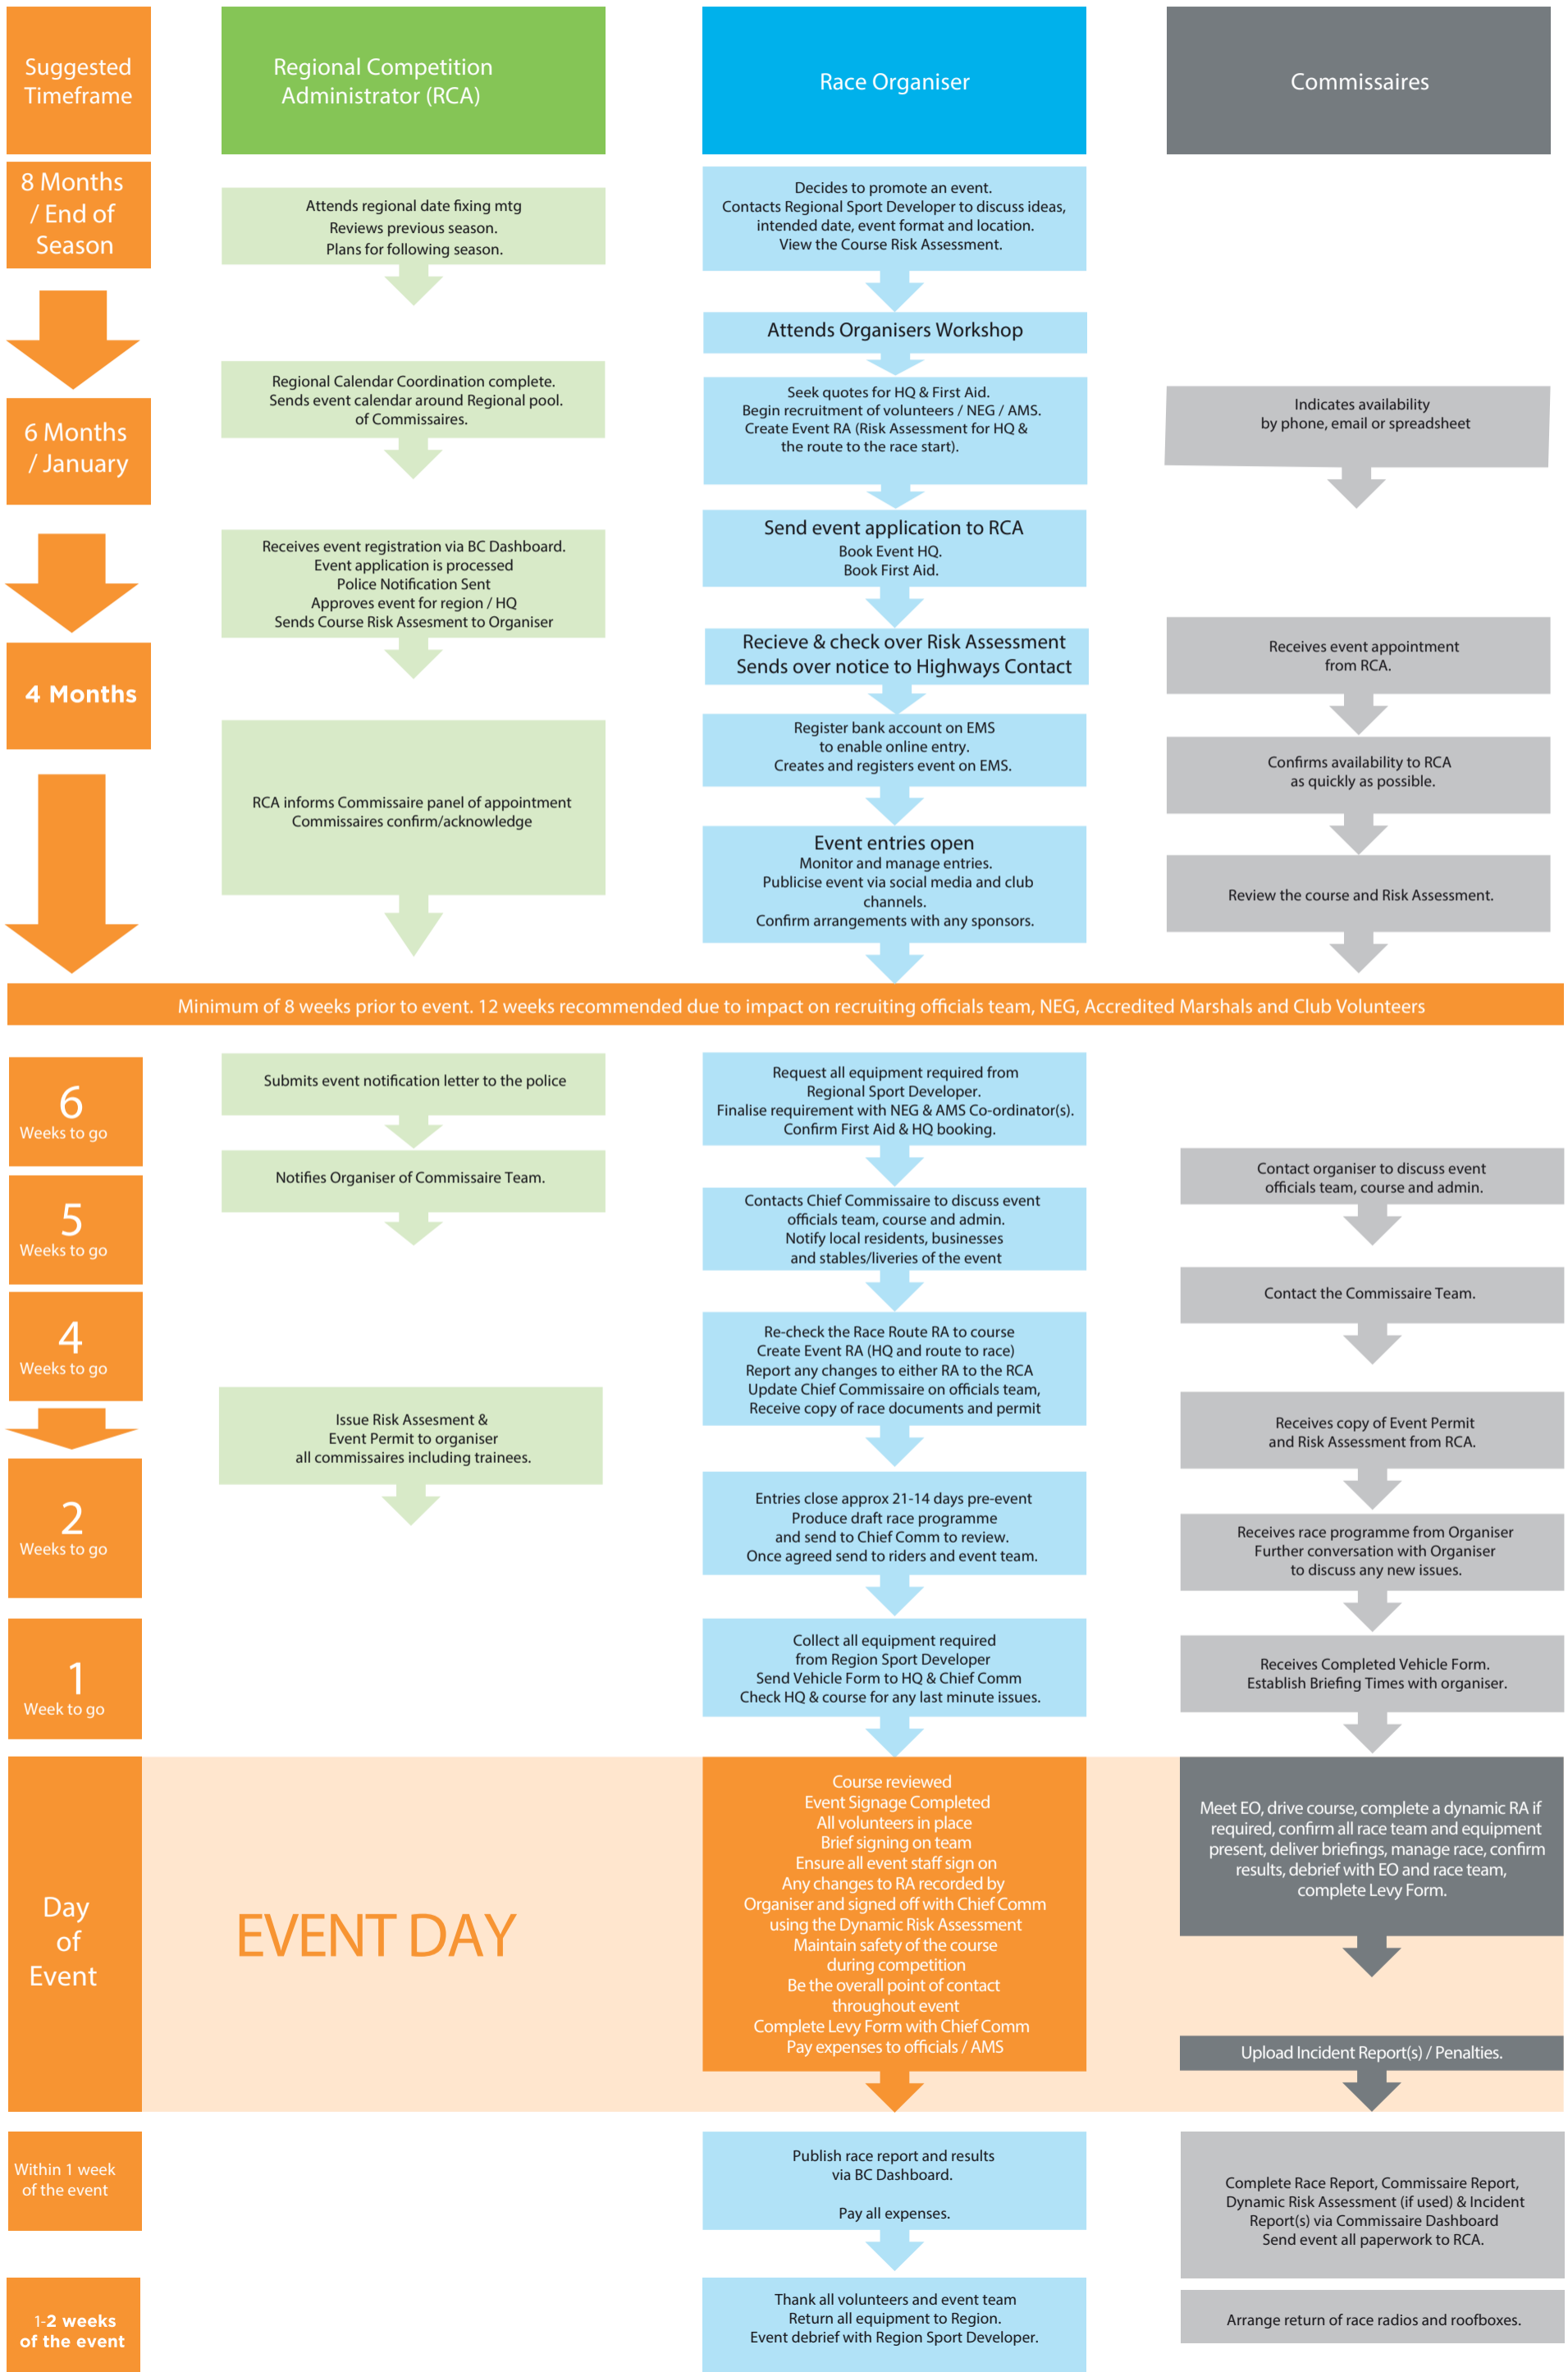 Suggested
Timeframe
Regional Competition
Administrator (RCA)
Race Organiser
Commissaires
8 Months
/ End of
Season
Attends regional date fixing mtg
Reviews previous season.
Plans for following season.
Decides to promote an event.
Contacts Regional Sport Developer to discuss ideas,
intended date, event format and location.
View the Course Risk Assessment.
Attends Organisers Workshop
6 Months
/ January
Regional Calendar Coordination complete.
Sends event calendar around Regional pool.
of Commissaires.
Seek quotes for HQ & First Aid.
Begin recruitment of volunteers / NEG / AMS.
Create Event RA (Risk Assessment for HQ &
the route to the race start).
Indicates availability
by phone, email or spreadsheet
Receives event registration via BC Dashboard.
Event application is processed
Police Notification Sent
Approves event for region / HQ
Sends Course Risk Assesment to Organiser
Send event application to RCA
Book Event HQ.
Book First Aid.
4 Months
Recieve & check over Risk Assessment
Sends over notice to Highways Contact
Receives event appointment
from RCA.
Register bank account on EMS
to enable online entry.
Creates and registers event on EMS.
Confirms availability to RCA
as quickly as possible.
RCA informs Commissaire panel of appointment
Commissaires confirm/acknowledge
Event entries open
Monitor and manage entries.
Publicise event via social media and club
channels.
Confirm arrangements with any sponsors.
Review the course and Risk Assessment.
Minimum of 8 weeks prior to event. 12 weeks recommended due to impact on recruiting officials team, NEG, Accredited Marshals and Club Volunteers
6
Weeks to go
Submits event notification letter to the police
Request all equipment required from
Regional Sport Developer.
Finalise requirement with NEG & AMS Co-ordinator(s).
Confirm First Aid & HQ booking.
5
Weeks to go
Notifies Organiser of Commissaire Team.
Contacts Chief Commissaire to discuss event
officials team, course and admin.
Notify local residents, businesses
and stables/liveries of the event
Contact organiser to discuss event
officials team, course and admin.
Contact the Commissaire Team.
4
Weeks to go
Re-check the Race Route RA to course
Create Event RA (HQ and route to race)
Report any changes to either RA to the RCA
Update Chief Commissaire on officials team,
Receive copy of race documents and permit
Issue Risk Assesment &
Event Permit to organiser
all commissaires including trainees.
Receives copy of Event Permit
and Risk Assessment from RCA.
2
Weeks to go
Entries close approx 21-14 days pre-event
Produce draft race programme
and send to Chief Comm to review.
Once agreed send to riders and event team.
Receives race programme from Organiser
Further conversation with Organiser
to discuss any new issues.
1
Week to go
Collect all equipment required
from Region Sport Developer
Send Vehicle Form to HQ & Chief Comm
Check HQ & course for any last minute issues.
Receives Completed Vehicle Form.
Establish Briefing Times with organiser.
Day
of
Event
EVENT DAY
Course reviewed
Event Signage Completed
All volunteers in place
Brief signing on team
Ensure all event staff sign on
Any changes to RA recorded by
Organiser and signed off with Chief Comm
using the Dynamic Risk Assessment
Maintain safety of the course
during competition
Be the overall point of contact
throughout event
Complete Levy Form with Chief Comm
Pay expenses to officials / AMS
Meet EO, drive course, complete a dynamic RA if
required, confirm all race team and equipment
present, deliver briefings, manage race, confirm
results, debrief with EO and race team,
complete Levy Form.
Upload Incident Report(s) / Penalties.
Within 1 week
of the event
Publish race report and results
via BC Dashboard.
Pay all expenses.
Complete Race Report, Commissaire Report,
Dynamic Risk Assessment (if used) & Incident
Report(s) via Commissaire Dashboard
Send event all paperwork to RCA.
1-2 weeks
of the event
Thank all volunteers and event team
Return all equipment to Region.
Event debrief with Region Sport Developer.
Arrange return of race radios and roofboxes.